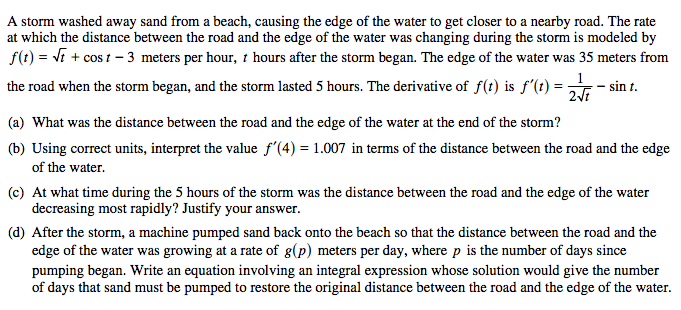 A storm washed away sand from a beach, causing the edge of the water to get closer to a nearby road. The rate
at which the distance between the road and the edge of the water was changing during the storm is modeled by
f(t) = √t + cos t − 3 meters per hour, t hours after the storm began. The edge of the water was 35 meters from
the road when the storm began, and the storm lasted 5 hours. The derivative of f(t) is f′(t) = 1/(2√t) − sin t.
(a) What was the distance between the road and the edge of the water at the end of the storm?
(b) Using correct units, interpret the value f′(4) = 1.007 in terms of the distance between the road and the edge
of the water.
(c) At what time during the 5 hours of the storm was the distance between the road and the edge of the water
decreasing most rapidly? Justify your answer.
(d) After the storm, a machine pumped sand back onto the beach so that the distance between the road and the
edge of the water was growing at a rate of g(p) meters per day, where p is the number of days since
pumping began. Write an equation involving an integral expression whose solution would give the number
of days that sand must be pumped to restore the original distance between the road and the edge of the water.